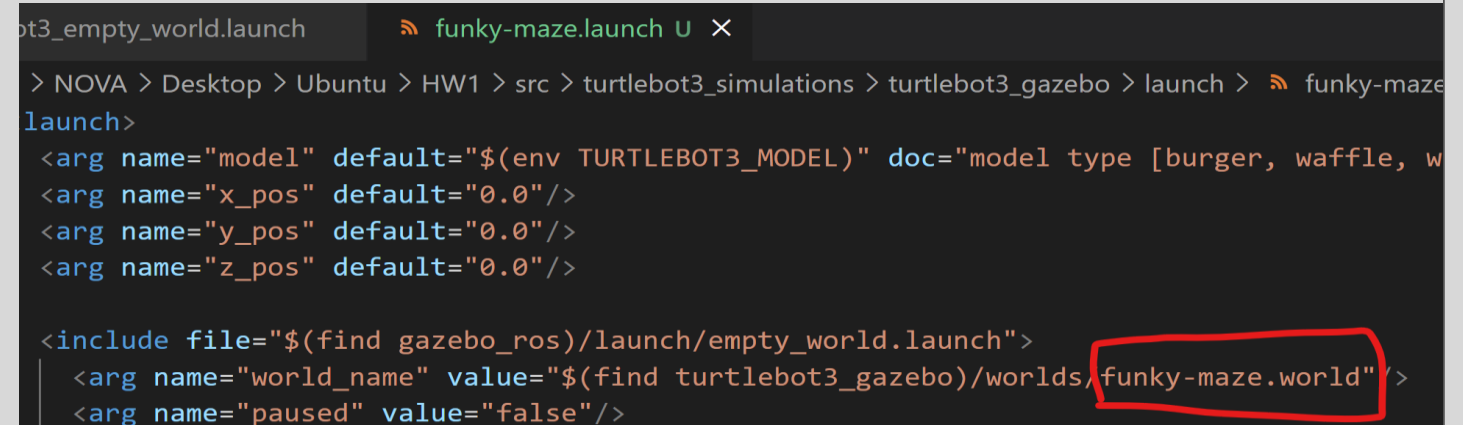 ot3_empty_world.launch funky-maze.launch U ×
> NOVA > Desktop > Ubuntu > HW1 > src > turtlebot3_simulations > turtlebot3_gazebo > launch > funky-maze
launch>
<arg name="model" default="$(env TURTLEBOT3_MODEL)" doc="model type [burger, waffle, w
<arg name="x_pos" default="0.0"/>
<arg name="y_pos" default="0.0"/>
<arg name="z_pos" default="0.0"/>
<include file="$(find gazebo_ros)/launch/empty_world.launch">
<arg name="world_name" value="$(find turtlebot3_gazebo)/worlds/funky-maze.world"/>
<arg name="paused" value="false"/>